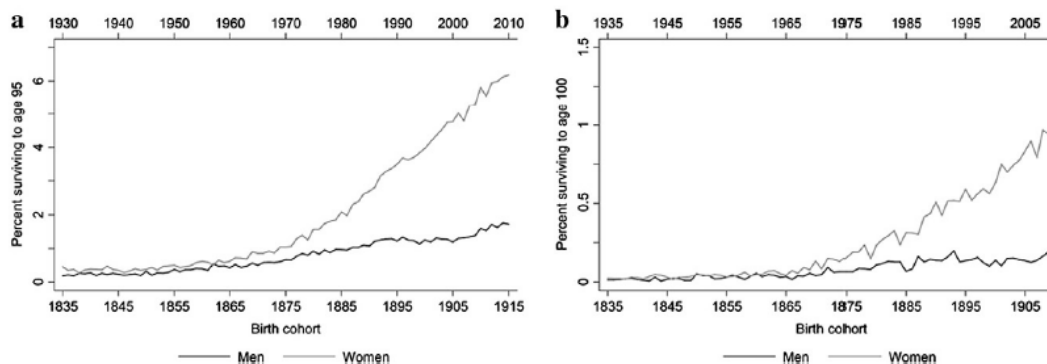 a
1930 1940 1950 1960 1970 1980 1990 2000 2010
Percent surviving to age 95
6
4
2
0
1835 1845 1855 1865 1875 1885 1895 1905 1915
Birth cohort
Men Women
b
1935 1945 1955 1965 1975 1985 1995 2005
Percent surviving to age 100
1.5
1
0.5
0
1835 1845 1855 1865 1875 1885 1895 1905
Birth cohort
Men Women